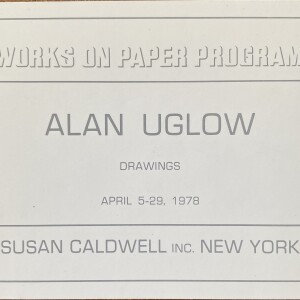 WORKS ON PAPER PROGRAM
ALAN UGLOW
DRAWINGS
APRIL 5-29, 1978
SUSAN CALDWELL INC. NEW YORK